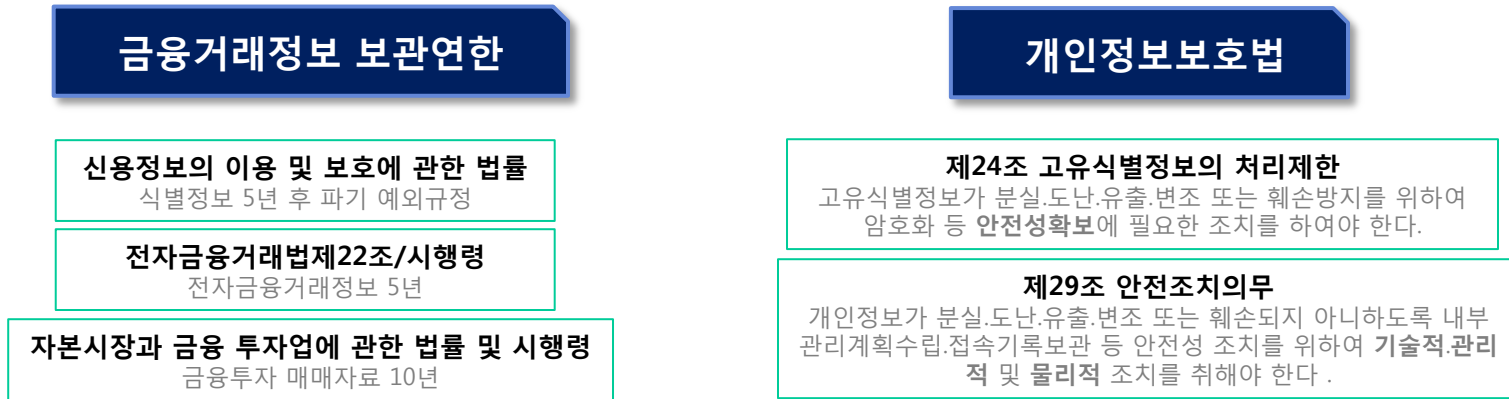 금융거래정보 보관연한
신용정보의 이용 및 보호에 관한 법률
식별정보 5년 후 파기 예외규정
전자금융거래법제22조/시행령
전자금융거래정보 5년
자본시장과 금융 투자업에 관한 법률 및 시행령
금융투자 매매자료 10년
개인정보보호법
제24조 고유식별정보의 처리제한
고유식별정보가 분실.도난.유출.변조 또는 훼손방지를 위하여
암호화 등 안전성확보에 필요한 조치를 하여야 한다.
제29조 안전조치의무
개인정보가 분실.도난.유출.변조 또는 훼손되지 아니하도록 내부
관리계획수립.접속기록보관 등 안전성 조치를 위하여 기술적.관리
적 및 물리적 조치를 취해야 한다 .